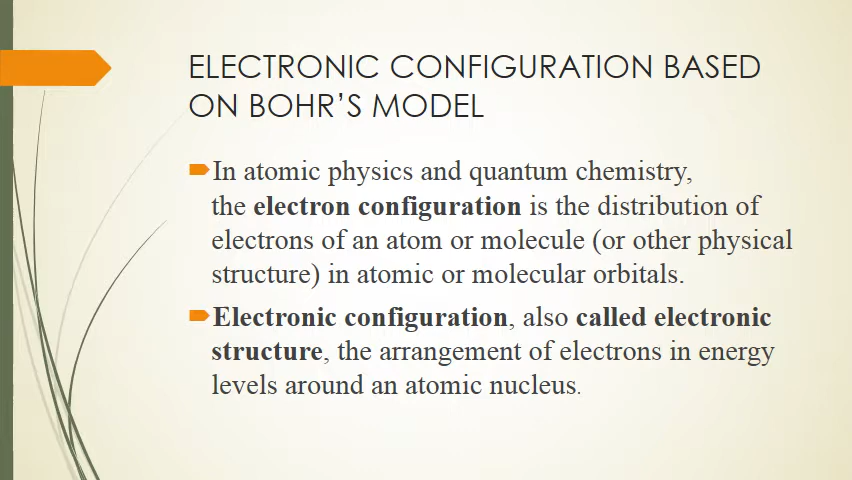 ELECTRONIC CONFIGURATION BASED
ON BOHR’S MODEL
In atomic physics and quantum chemistry,
the electron configuration is the distribution of
electrons of an atom or molecule (or other physical
structure) in atomic or molecular orbitals.
Electronic configuration, also called electronic
structure, the arrangement of electrons in energy
levels around an atomic nucleus.